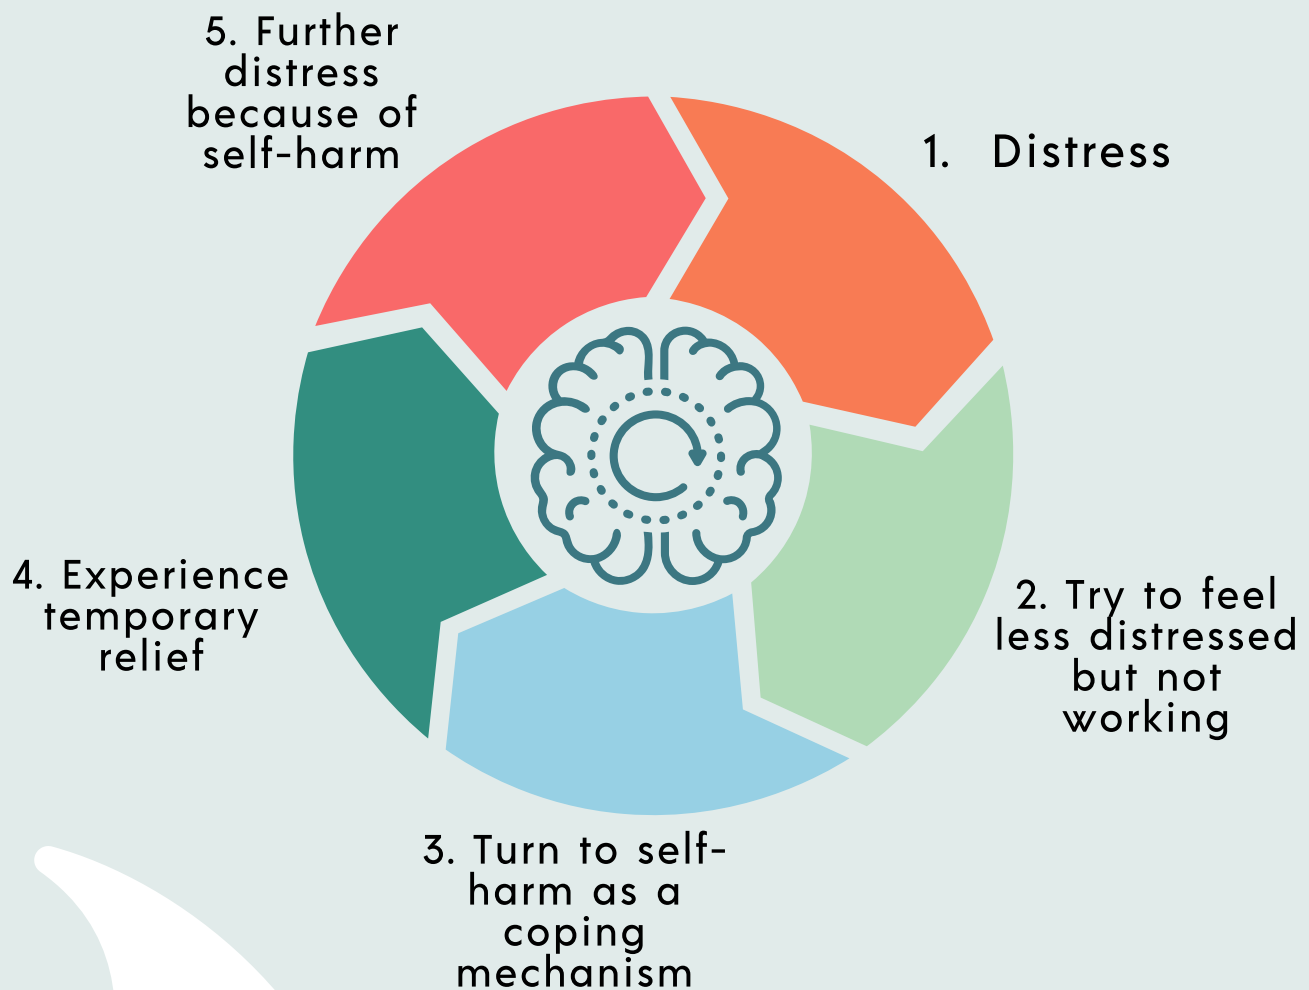 5. Further
distress
because of
self-harm
1. Distress
2. Try to feel
less distressed
but not
working
3. Turn to self-
harm as a
coping
mechanism
4. Experience
temporary
relief